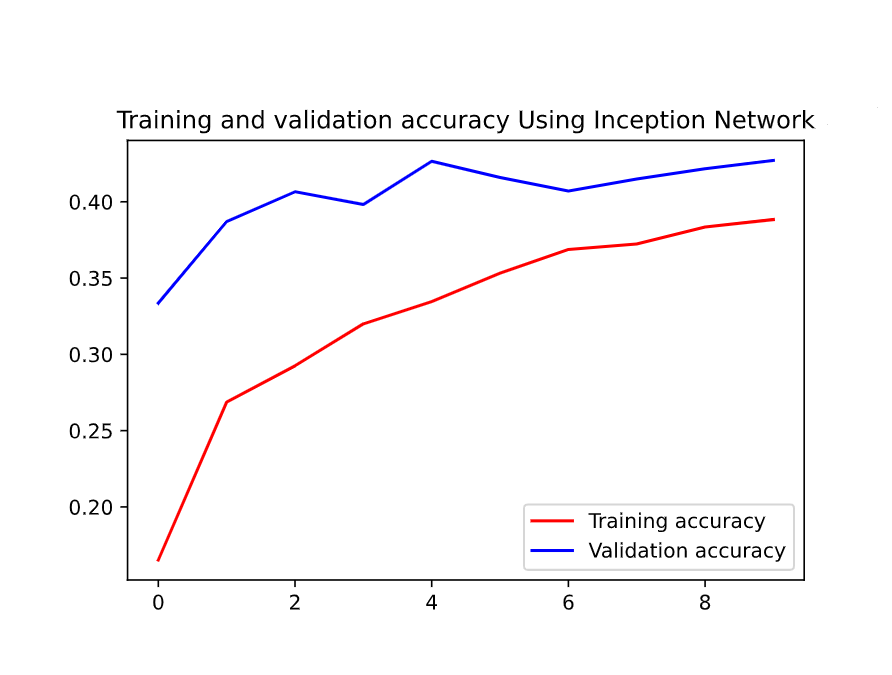 Training and validation accuracy Using Inception Network
0.40
0.35
0.30
0.25
0.20
Training accuracy
Validation accuracy
0 2 4 6 8